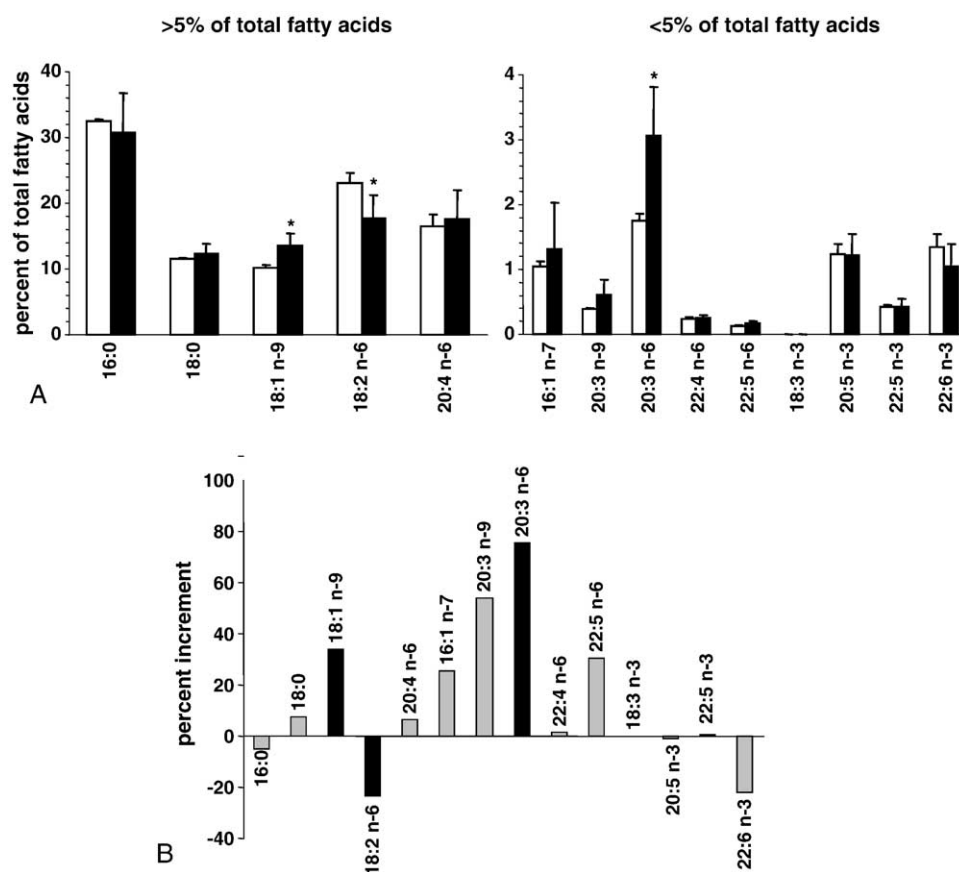 >5% of total fatty acids
<5% of total fatty acids
percent of total fatty acids
40
30
20
10
0
*
*
16:0
18:0
18:1 n-9
18:2 n-6
20:4 n-6
4
3
2
1
0
*
16:1 n-7
20:3 n-9
20:3 n-6
22:4 n-6
22:5 n-6
18:3 n-3
20:5 n-3
22:5 n-3
22:6 n-3
A
percent increment
100
80
60
40
20
0
-20
-40
16:0
18:0
18:1 n-9
18:2 n-6
20:4 n-6
16:1 n-7
20:3 n-9
20:3 n-6
22:4 n-6
22:5 n-6
18:3 n-3
20:5 n-3
22:5 n-3
22:6 n-3
B